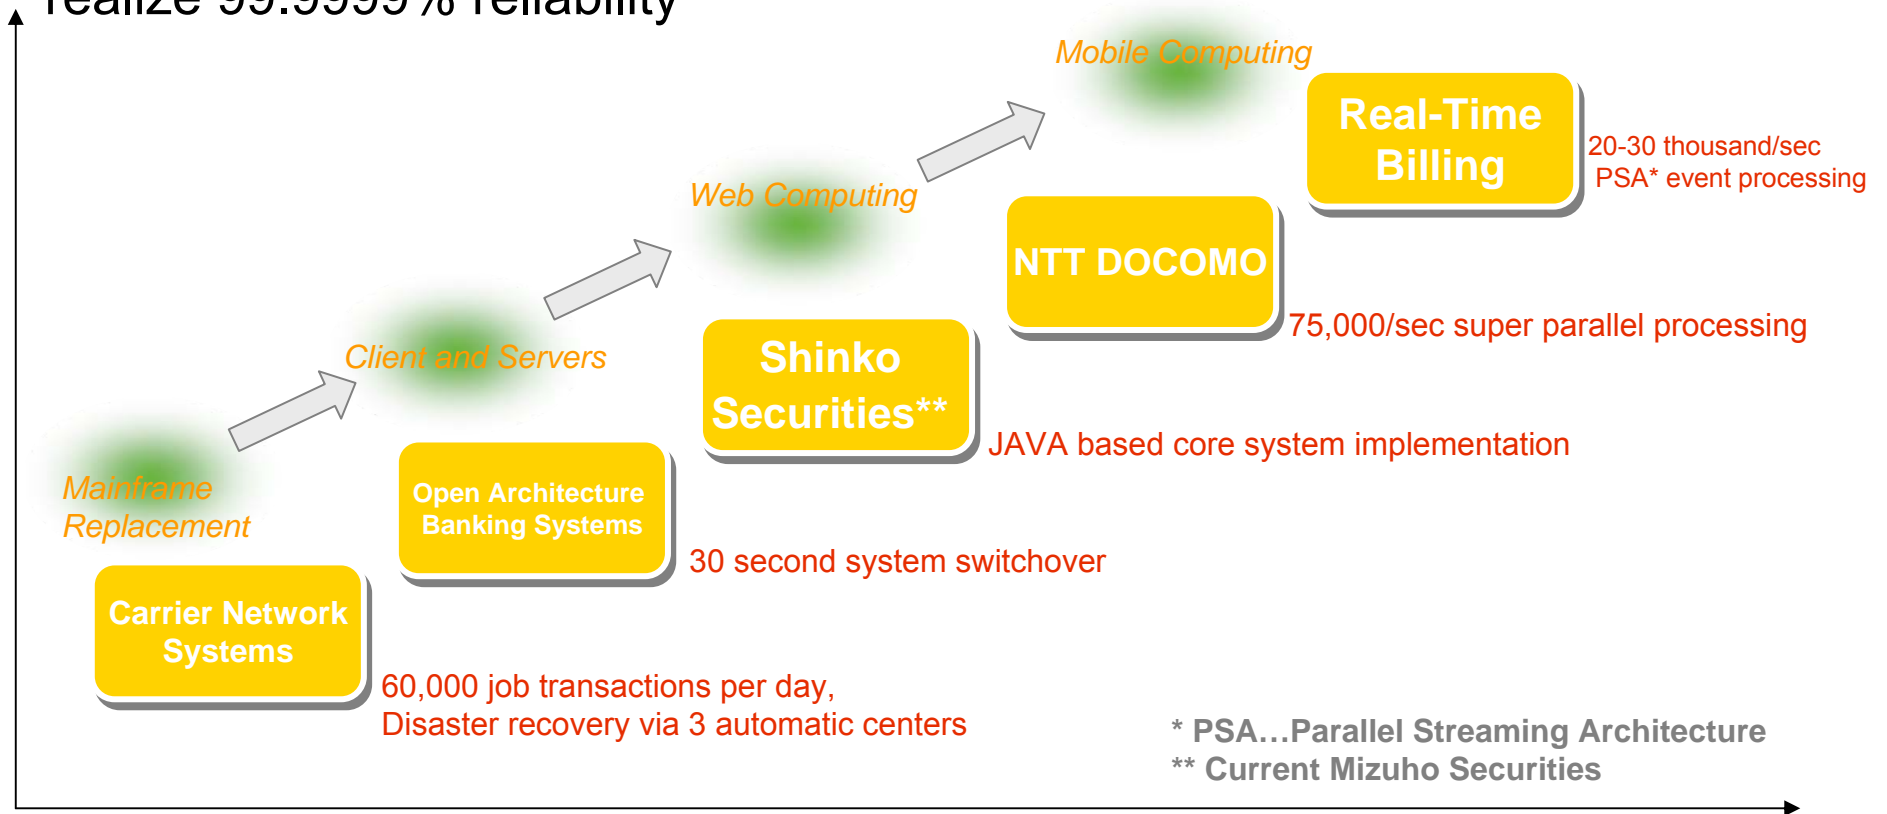 realize 99.9999% reliability
Mobile Computing
Real-Time
Billing
20-30 thousand/sec
PSA* event processing
Web Computing
NTT DOCOMO
75,000/sec super parallel processing
Client and Servers
Shinko
Securities**
JAVA based core system implementation
Mainframe
Replacement
Open Architecture
Banking Systems
30 second system switchover
Carrier Network
Systems
60,000 job transactions per day,
Disaster recovery via 3 automatic centers
* PSA…Parallel Streaming Architecture
** Current Mizuho Securities